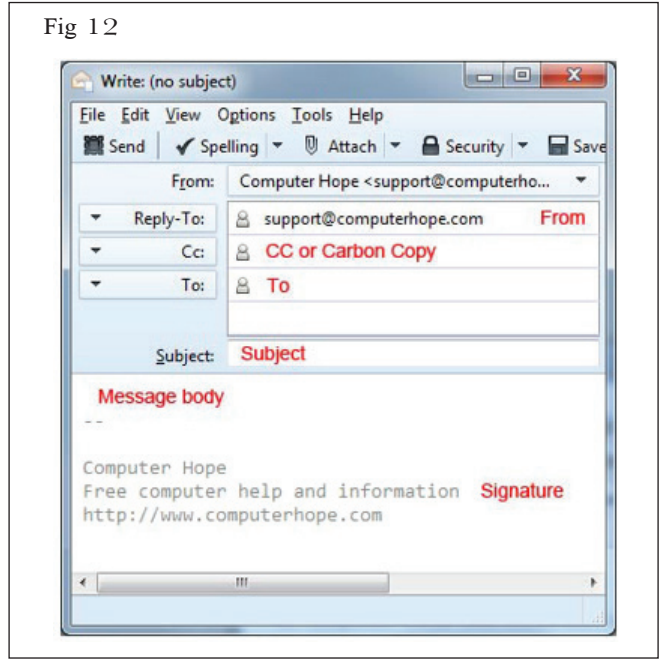 Fig 12
Write: (no subject)
File Edit View Options Tools Help
Send Spelling Attach Security Save
From: Computer Hope <support@computerho...
Reply-To: support@computerhope.com From
Cc: CC or Carbon Copy
To: To
Subject: Subject
Message body
--
Computer Hope
Free computer help and information Signature
http://www.computerhope.com